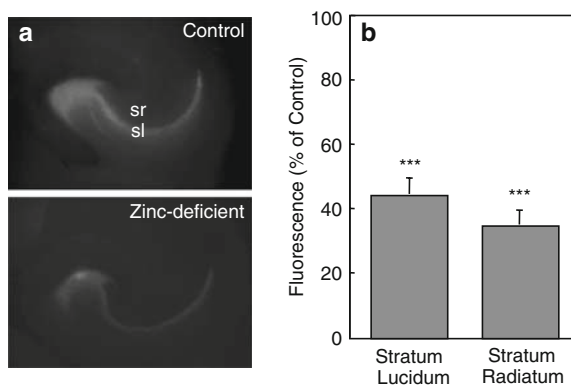 a
Control
sr
sl
Zinc-deficient
b
Fluorescence (% of Control)
100
80
60
40
20
0
***
***
Stratum
Lucidum
Stratum
Radiatum